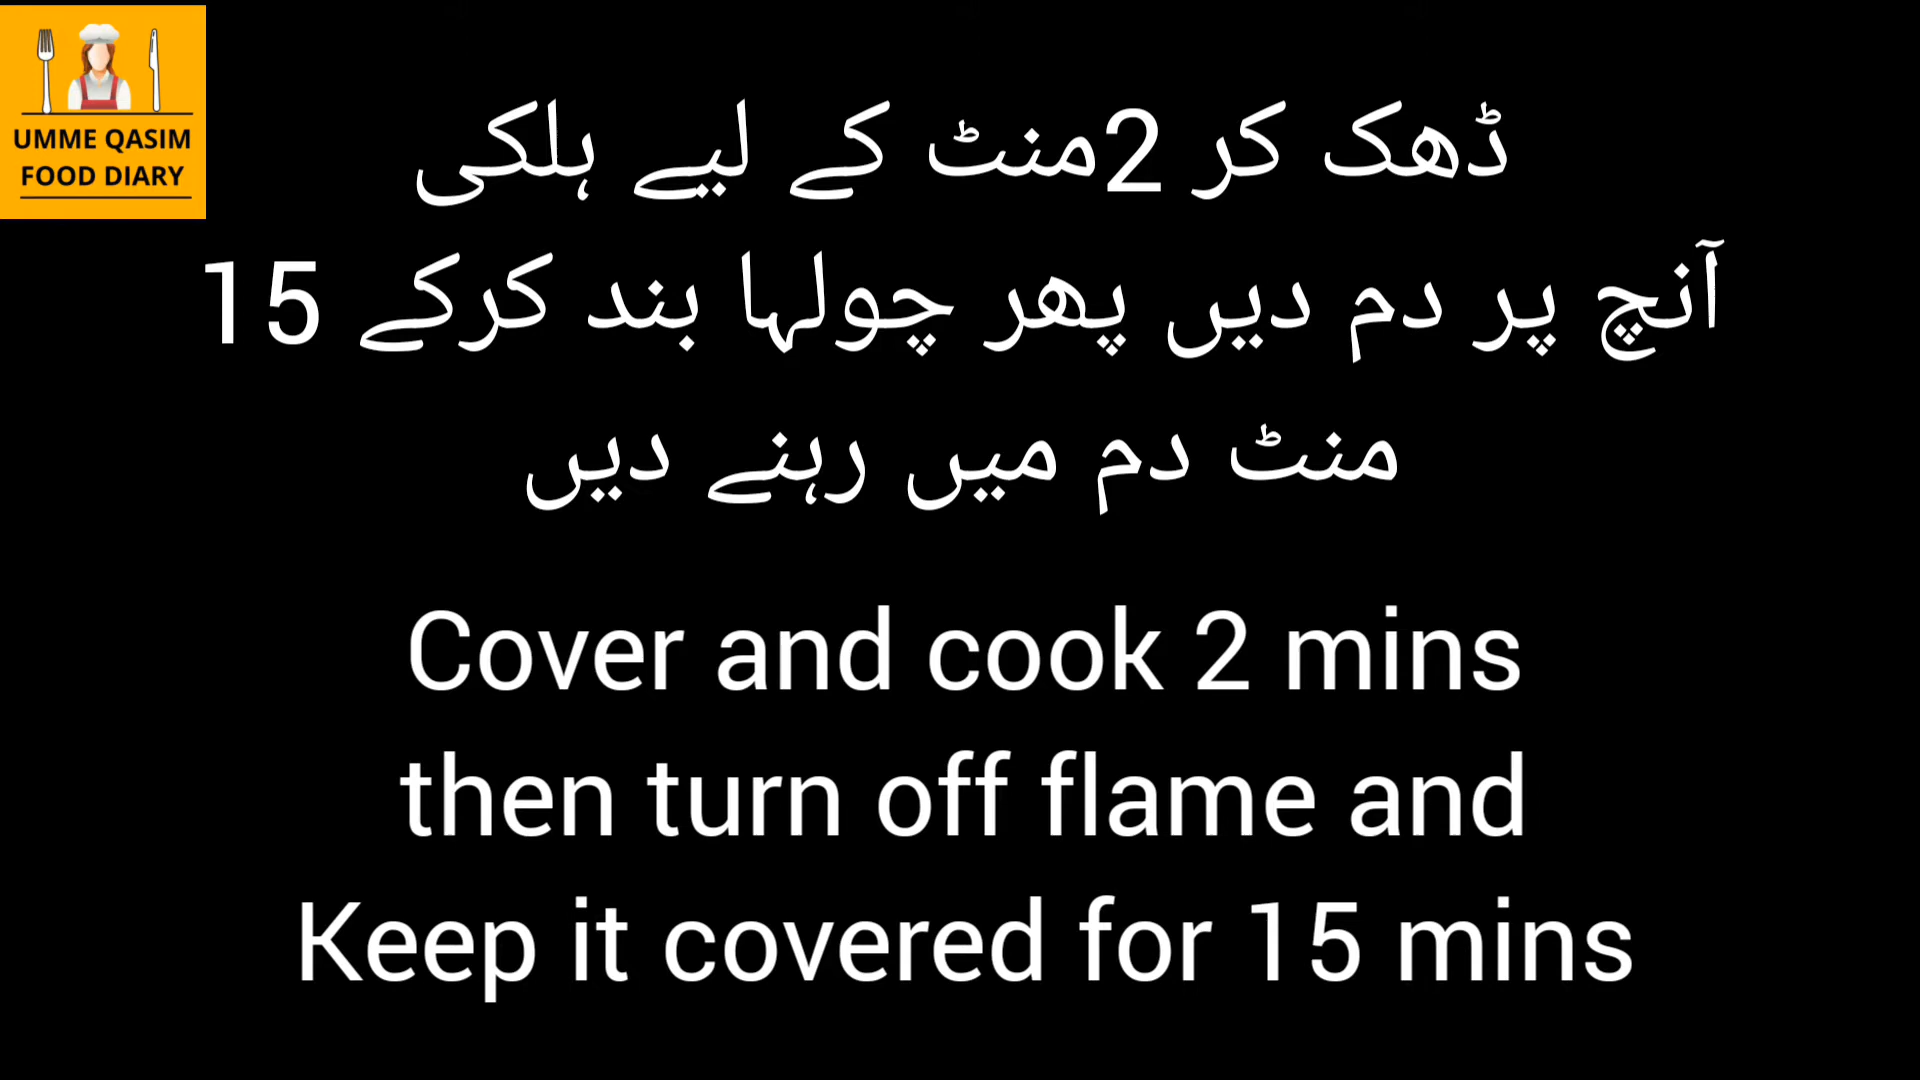 UMME QASIM
FOOD DIARY
ڈھک کر 2منٹ کے لیے ہلکی
آنچ پر دم دیں پھر چولہا بند کرکے 15
منٹ دم میں رہنے دیں
Cover and cook 2 mins
then turn off flame and
Keep it covered for 15 mins